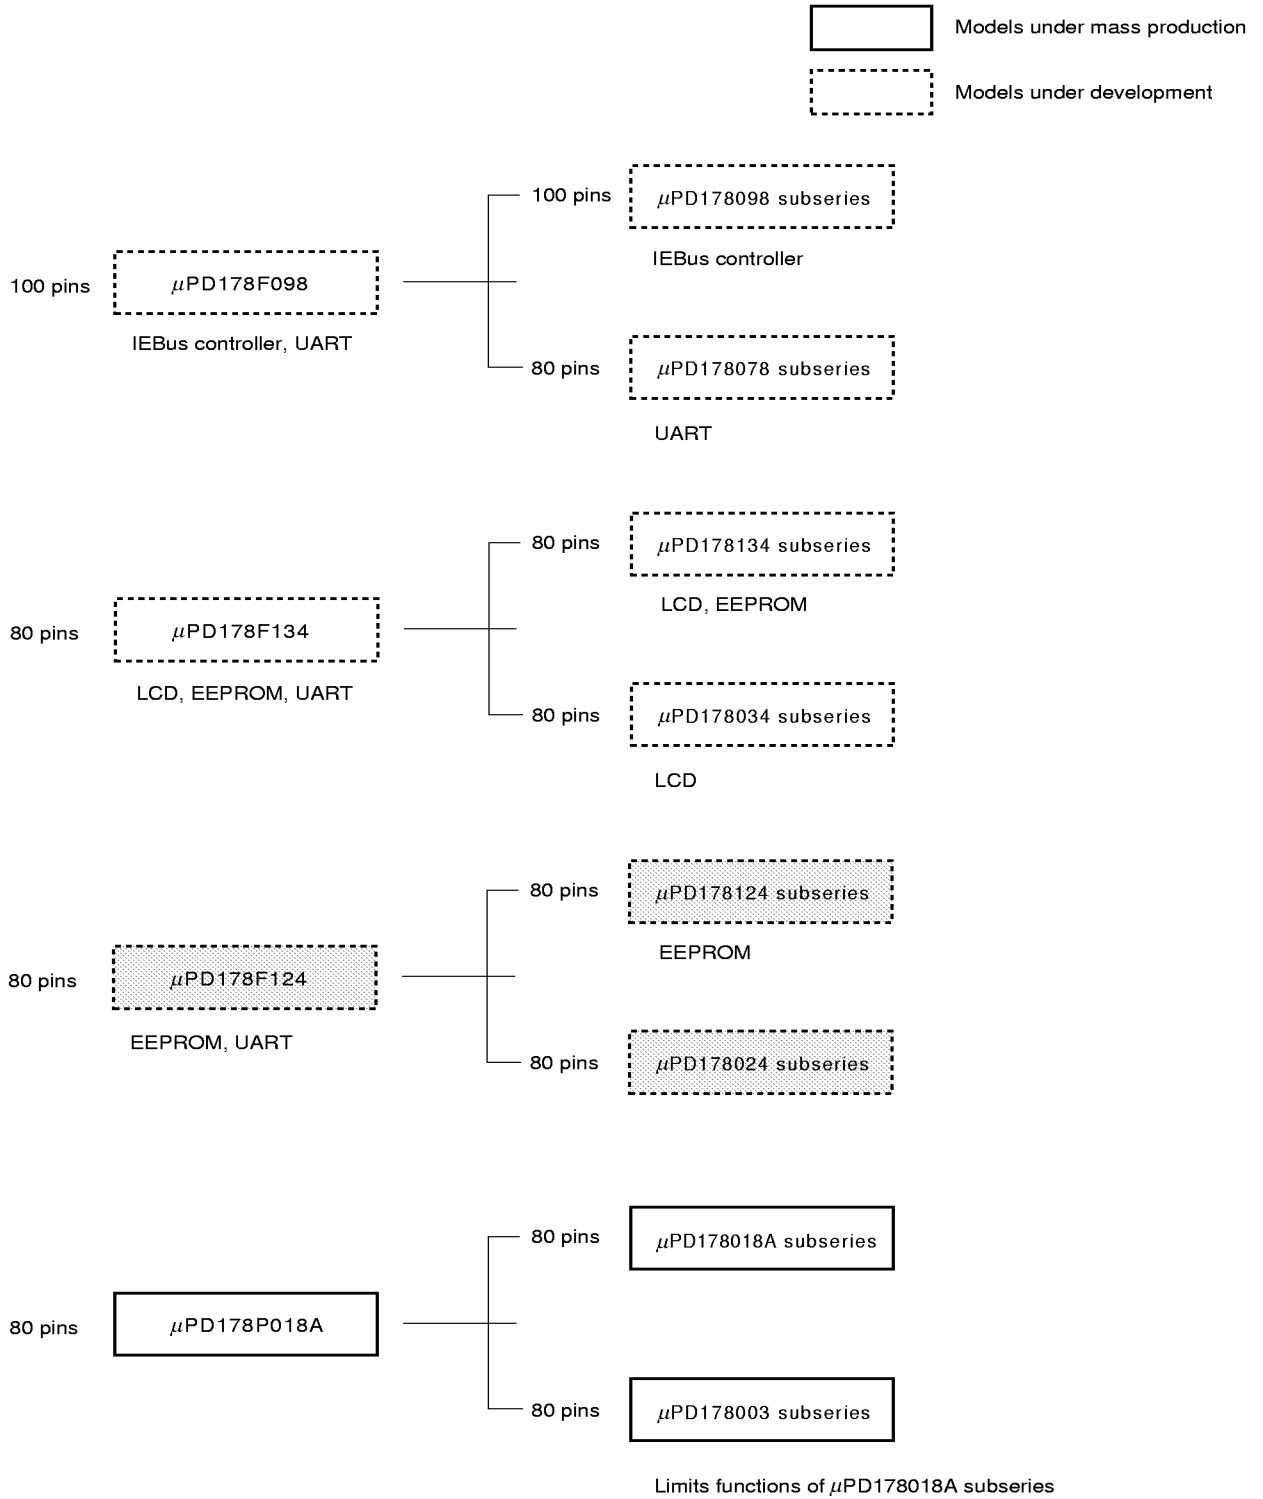 Models under mass production
Models under development
100 pins
μPD178098 subseries
IEBus controller
100 pins
μPD178F098
IEBus controller, UART
80 pins
μPD178078 subseries
UART
80 pins
μPD178134 subseries
LCD, EEPROM
80 pins
μPD178F134
LCD, EEPROM, UART
80 pins
μPD178034 subseries
LCD
80 pins
μPD178124 subseries
EEPROM
80 pins
μPD178F124
EEPROM, UART
80 pins
μPD178024 subseries
80 pins
μPD178018A subseries
80 pins
μPD178P018A
80 pins
μPD178003 subseries
Limits functions of μPD178018A subseries